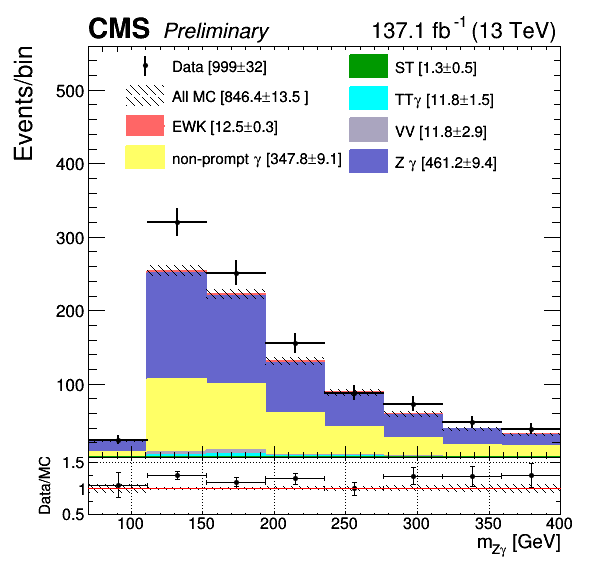 CMS Preliminary 137.1 fb⁻¹ (13 TeV)
Events/bin
Data [999±32]
All MC [846.4±13.5 ]
EWK [12.5±0.3]
non-prompt γ [347.8±9.1]
ST [1.3±0.5]
TTγ [11.8±1.5]
VV [11.8±2.9]
Z γ [461.2±9.4]
500
400
300
200
100
Data/MC
1.5
1
0.5
100 150 200 250 300 350 400
m_Zγ [GeV]